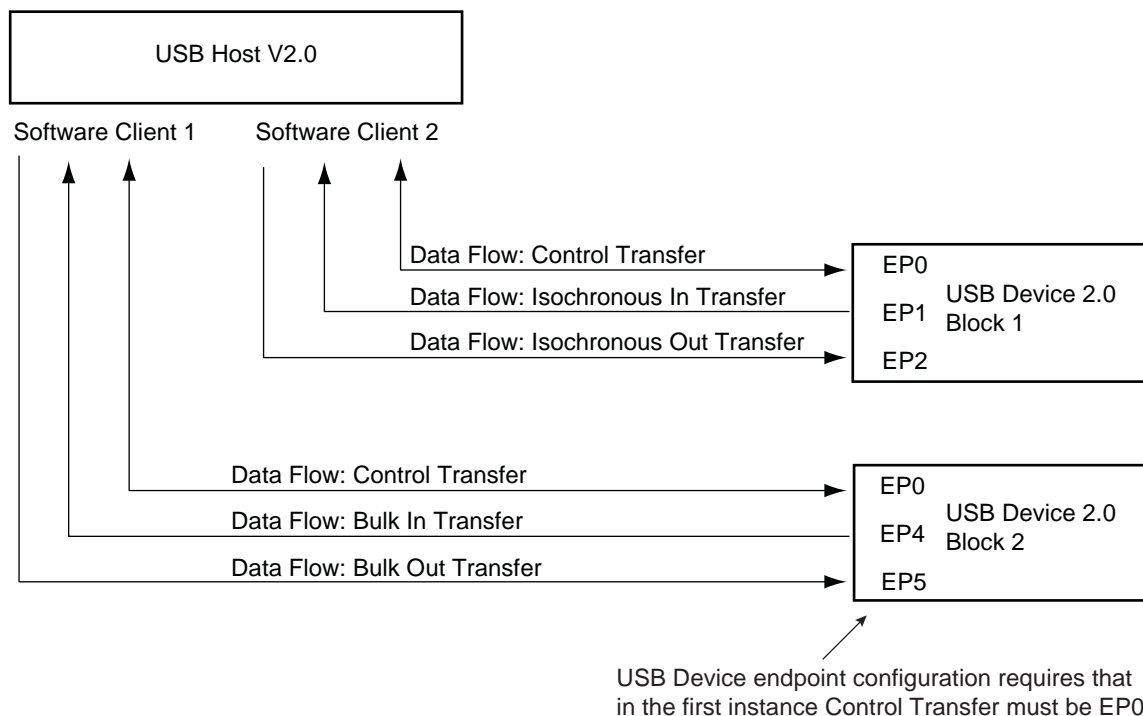 USB Host V2.0
Software Client 1
Software Client 2
Data Flow: Control Transfer
Data Flow: Isochronous In Transfer
Data Flow: Isochronous Out Transfer
EP0
EP1
EP2
USB Device 2.0
Block 1
Data Flow: Control Transfer
Data Flow: Bulk In Transfer
Data Flow: Bulk Out Transfer
EP0
EP4
EP5
USB Device 2.0
Block 2
USB Device endpoint configuration requires that
in the first instance Control Transfer must be EP0